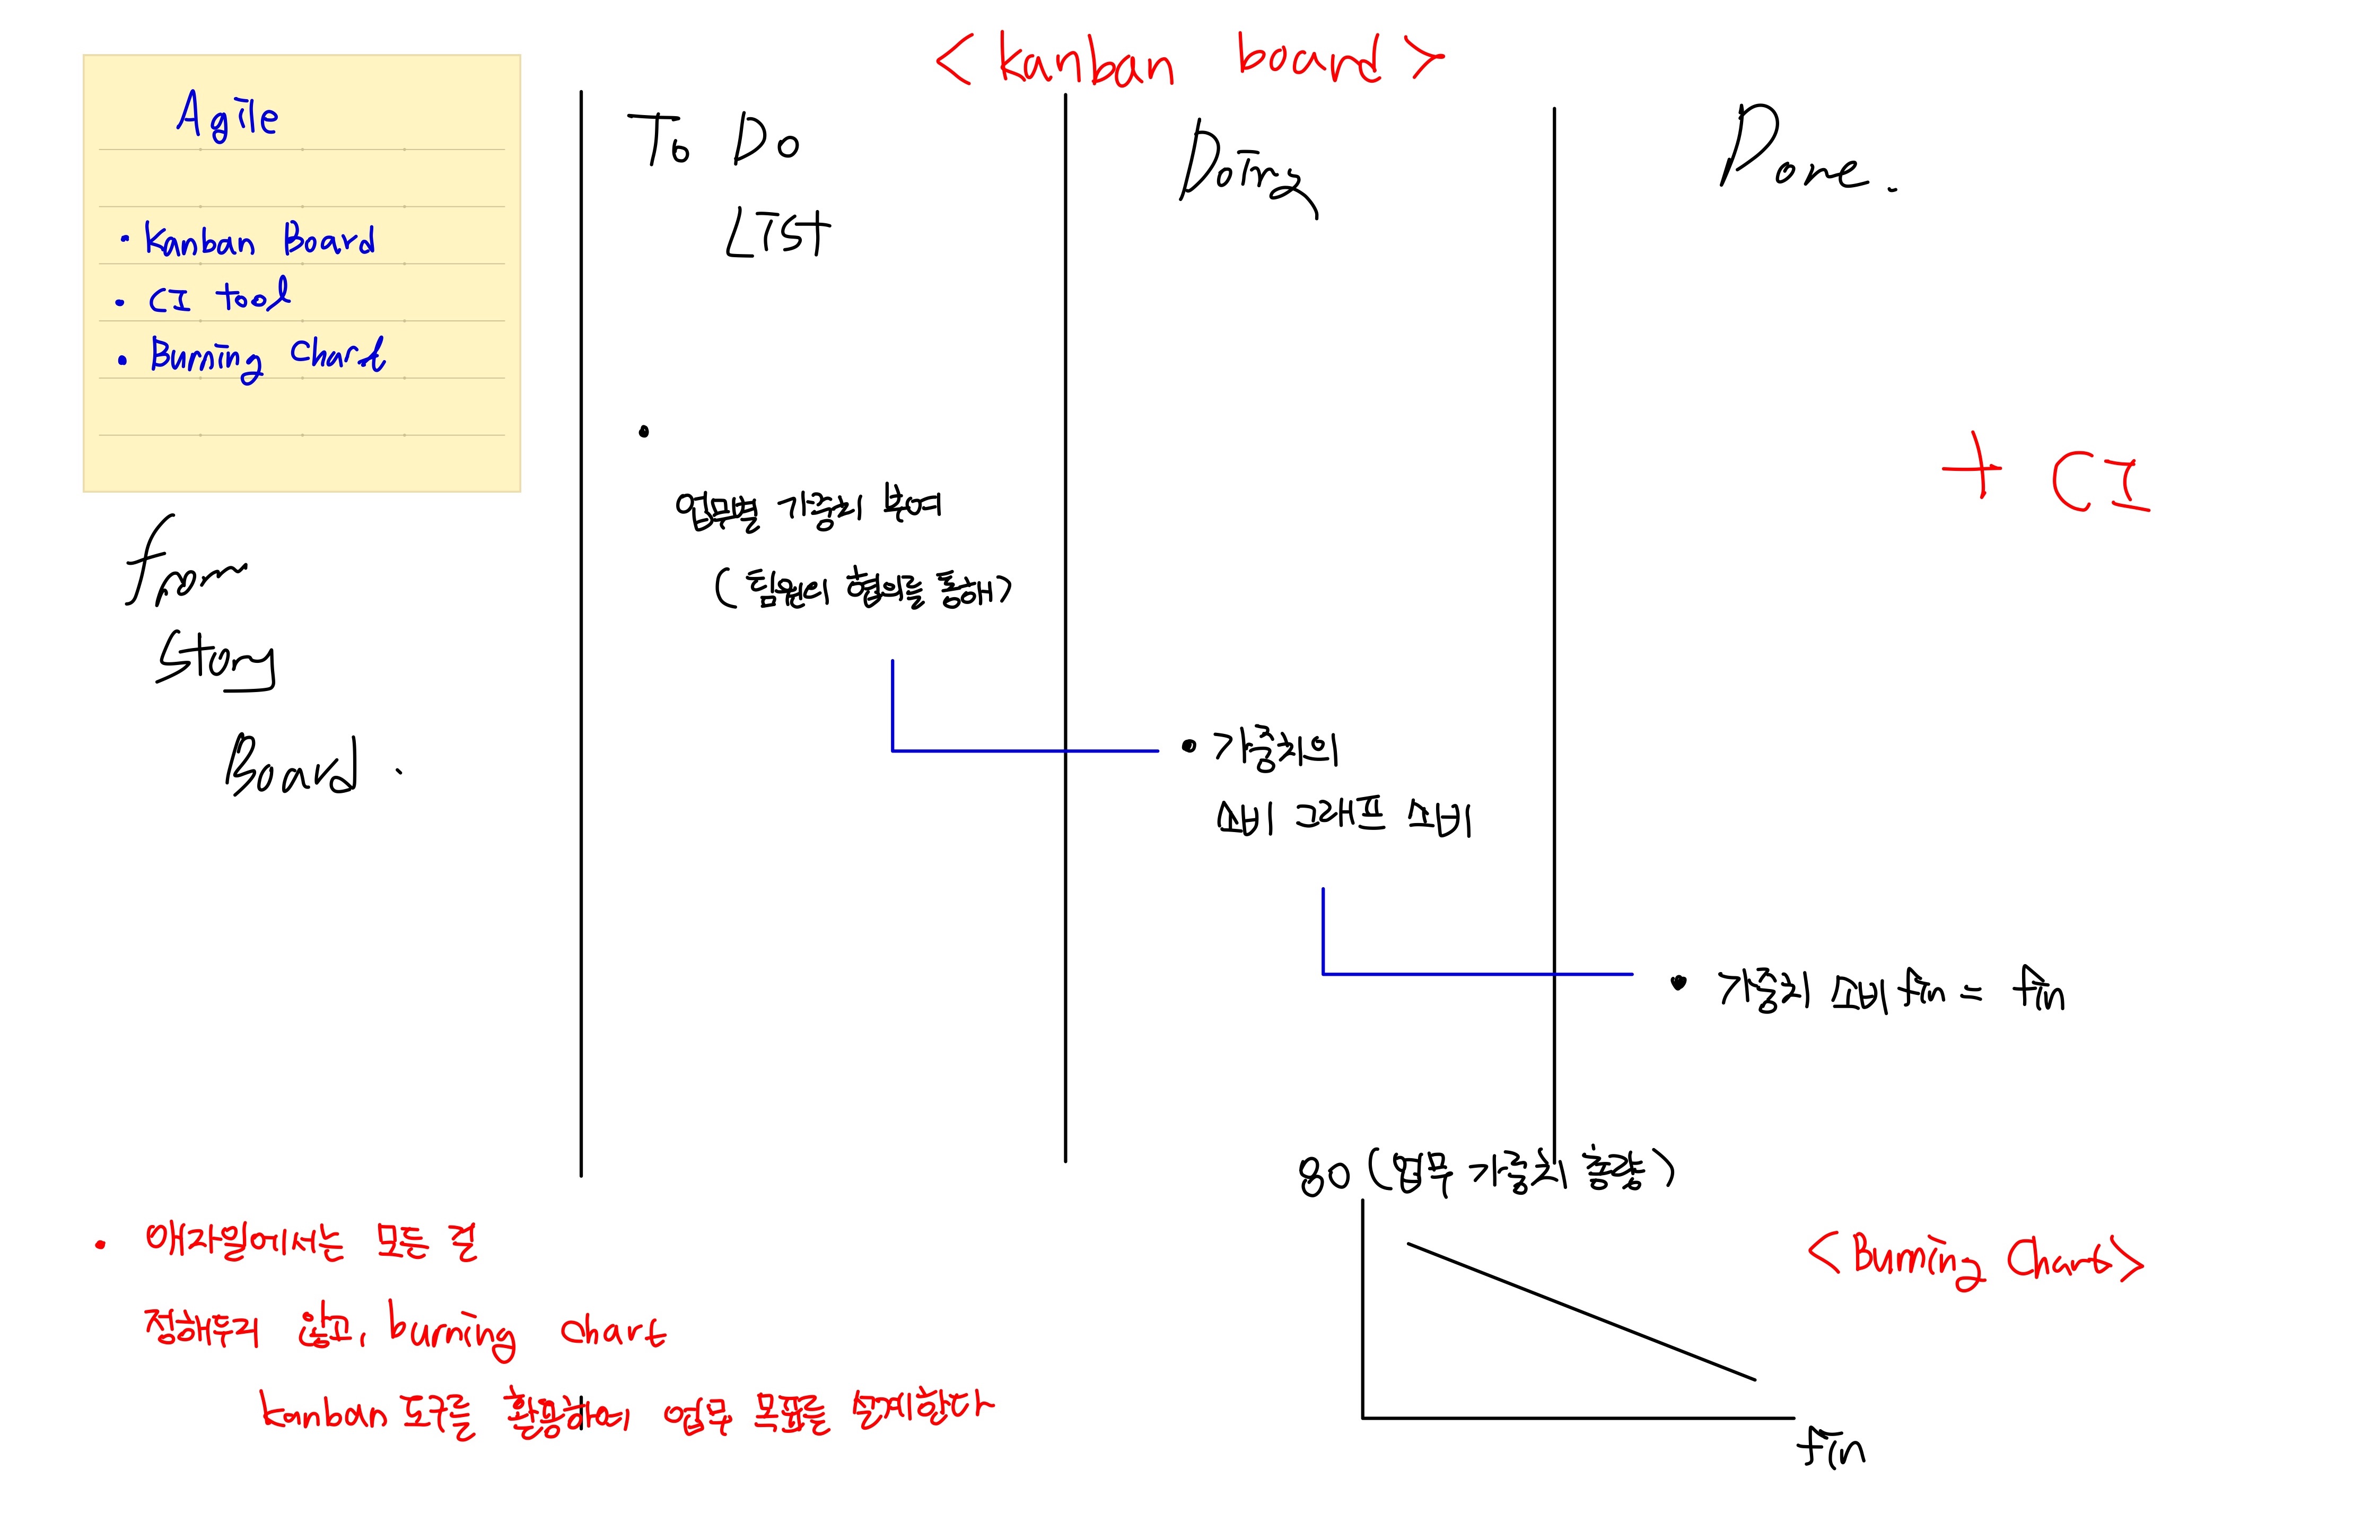 <kanban board>
Agile
• Kanban Board
• CI tool
• Burning Chart
From
Story
Board.
To Do
List
•
업무별 가중치 부여
(팀원의 합의를 통해)
Doing
• 가중치의
소비 그래프 소비
Done.
+ CI
• 가중치 소비 fin = fin
80 (업무 가중치 총량)
<Burning Chart>
fin
• 애자일에서는 모든 걸
정해두지 않고, burning chart
kanban 도구를 활용하여 업무 목표를 설계한다